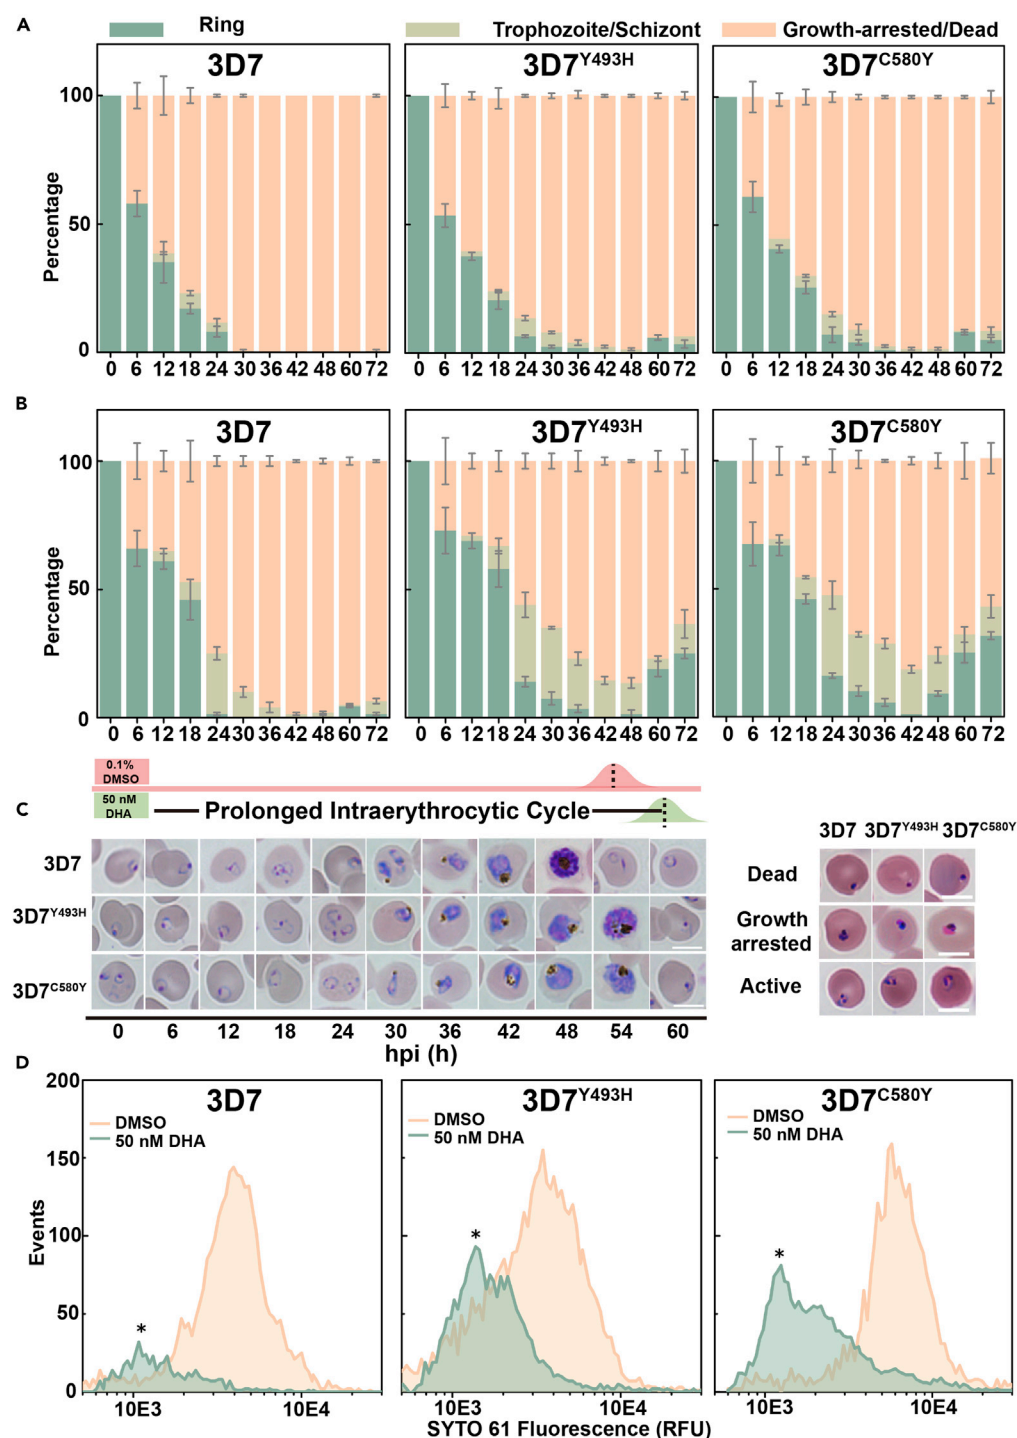 A
Ring
Trophozoite/Schizont
Growth-arrested/Dead
3D7
3D7Y493H
3D7C580Y
Percentage
100
50
0
0 6 12 18 24 30 36 42 48 60 72
0 6 12 18 24 30 36 42 48 60 72
0 6 12 18 24 30 36 42 48 60 72
B
3D7
3D7Y493H
3D7C580Y
Percentage
100
50
0
0 6 12 18 24 30 36 42 48 60 72
0 6 12 18 24 30 36 42 48 60 72
0 6 12 18 24 30 36 42 48 60 72
C
0.1%
DMSO
50 nM
DHA
Prolonged Intraerythrocytic Cycle
3D7
3D7Y493H
3D7C580Y
0 6 12 18 24 30 36 42 48 54 60
hpi (h)
3D7 3D7Y493H 3D7C580Y
Dead
Growth
arrested
Active
D
3D7
3D7Y493H
3D7C580Y
DMSO
50 nM DHA
DMSO
50 nM DHA
DMSO
50 nM DHA
*
*
*
Events
200
150
100
50
0
10E3 10E4
10E3 10E4
10E3 10E4
SYTO 61 Fluorescence (RFU)